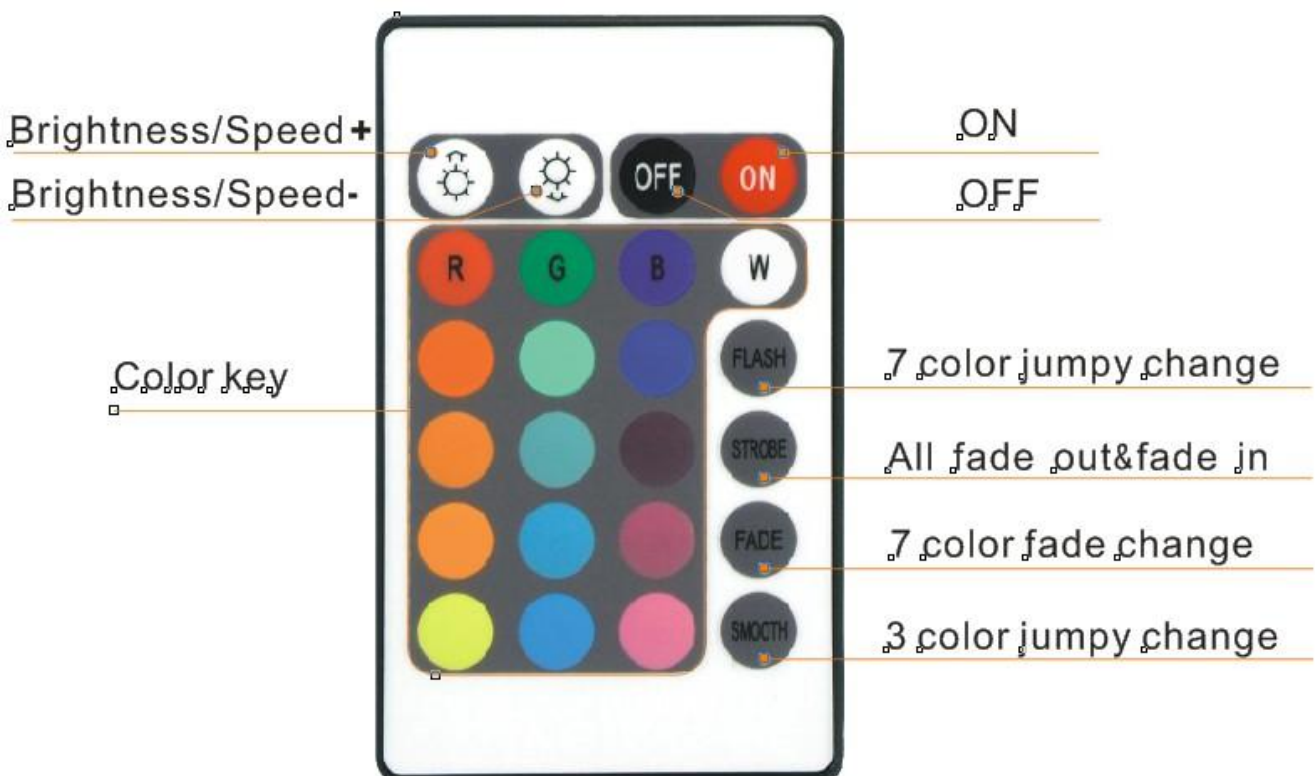 Brightness/Speed+
ON
Brightness/Speed-
OFF
OFF ON
R G B W
Color key
FLASH
7 color jumpy change
STROBE
All fade out&fade in
FADE
7 color fade change
SMOCTH
3 color jumpy change